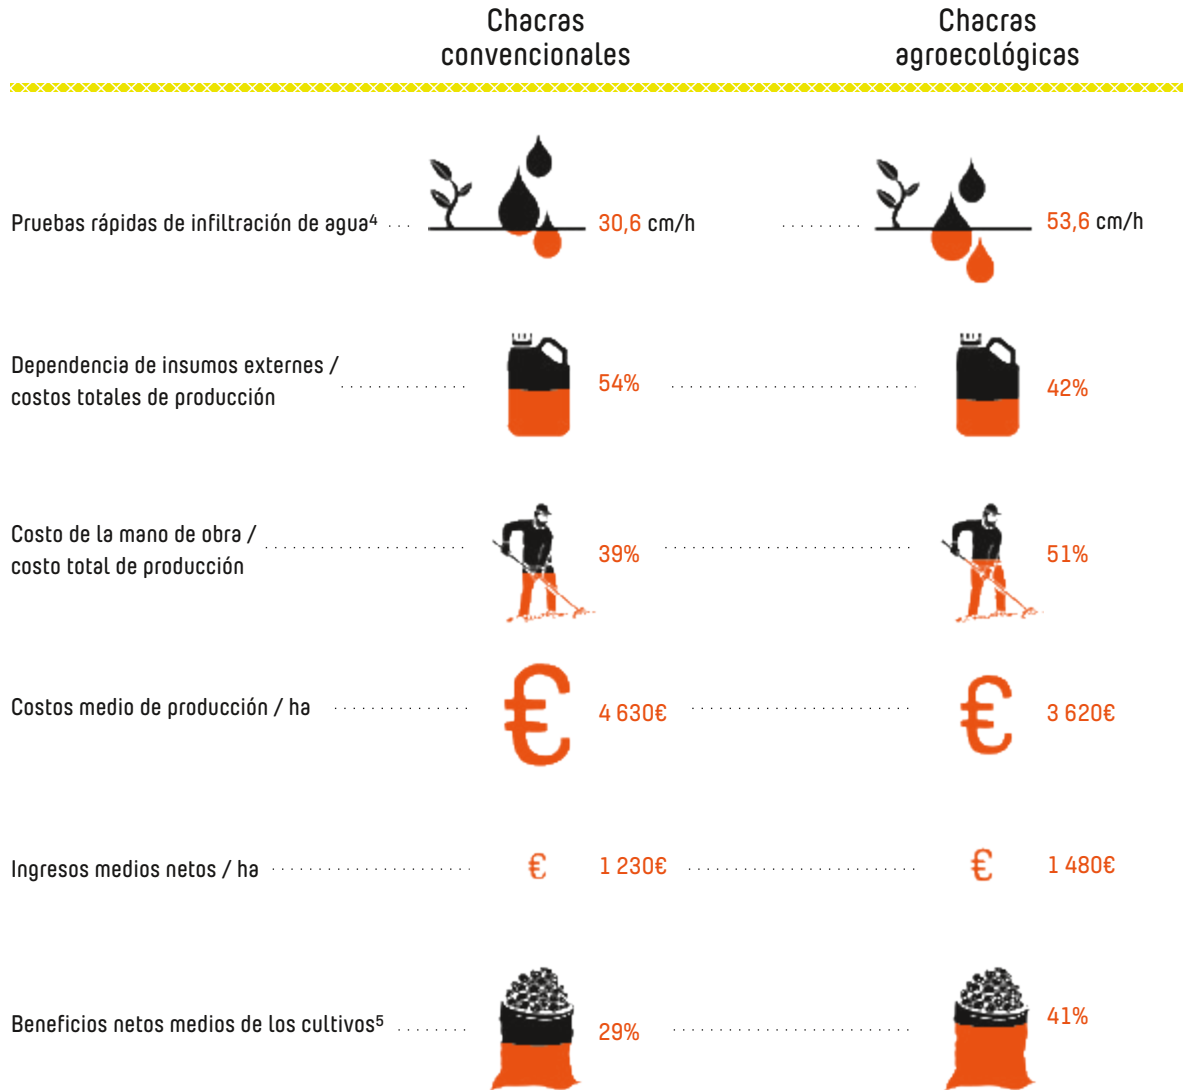 Chacras
convencionales
Chacras
agroecológicas
Pruebas rápidas de infiltración de agua⁴ 30,6 cm/h 53,6 cm/h
Dependencia de insumos externes /
costos totales de producción 54% 42%
Costo de la mano de obra /
costo total de producción 39% 51%
Costos medio de producción / ha € 4 630€ € 3 620€
Ingresos medios netos / ha € 1 230€ € 1 480€
Beneficios netos medios de los cultivos⁵ 29% 41%